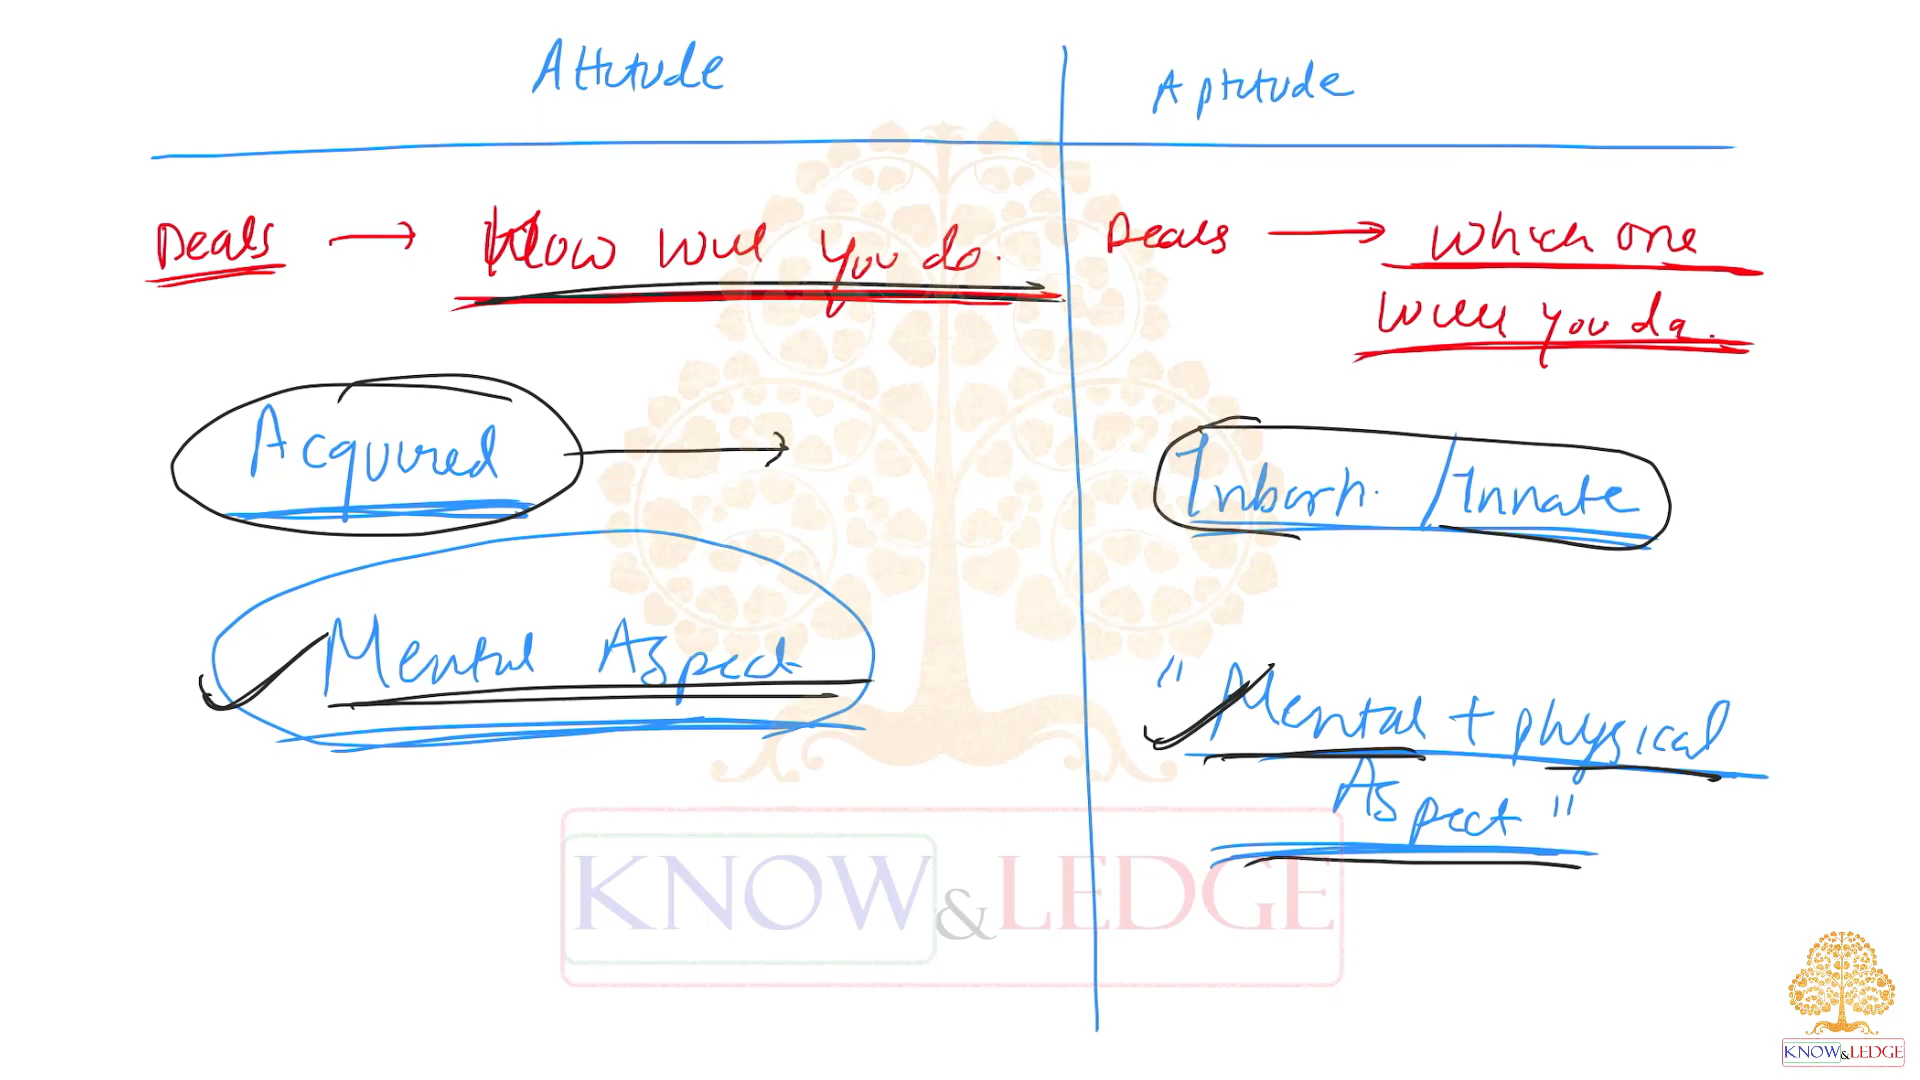 Attitude
Aptitude
Deals → How will you do.
Deals → Which one
will you do.
Acquired →
Inborn. / Innate
Mental Aspect
" Mental + physical
Aspect "
KNOW&LEDGE
KNOW&LEDGE